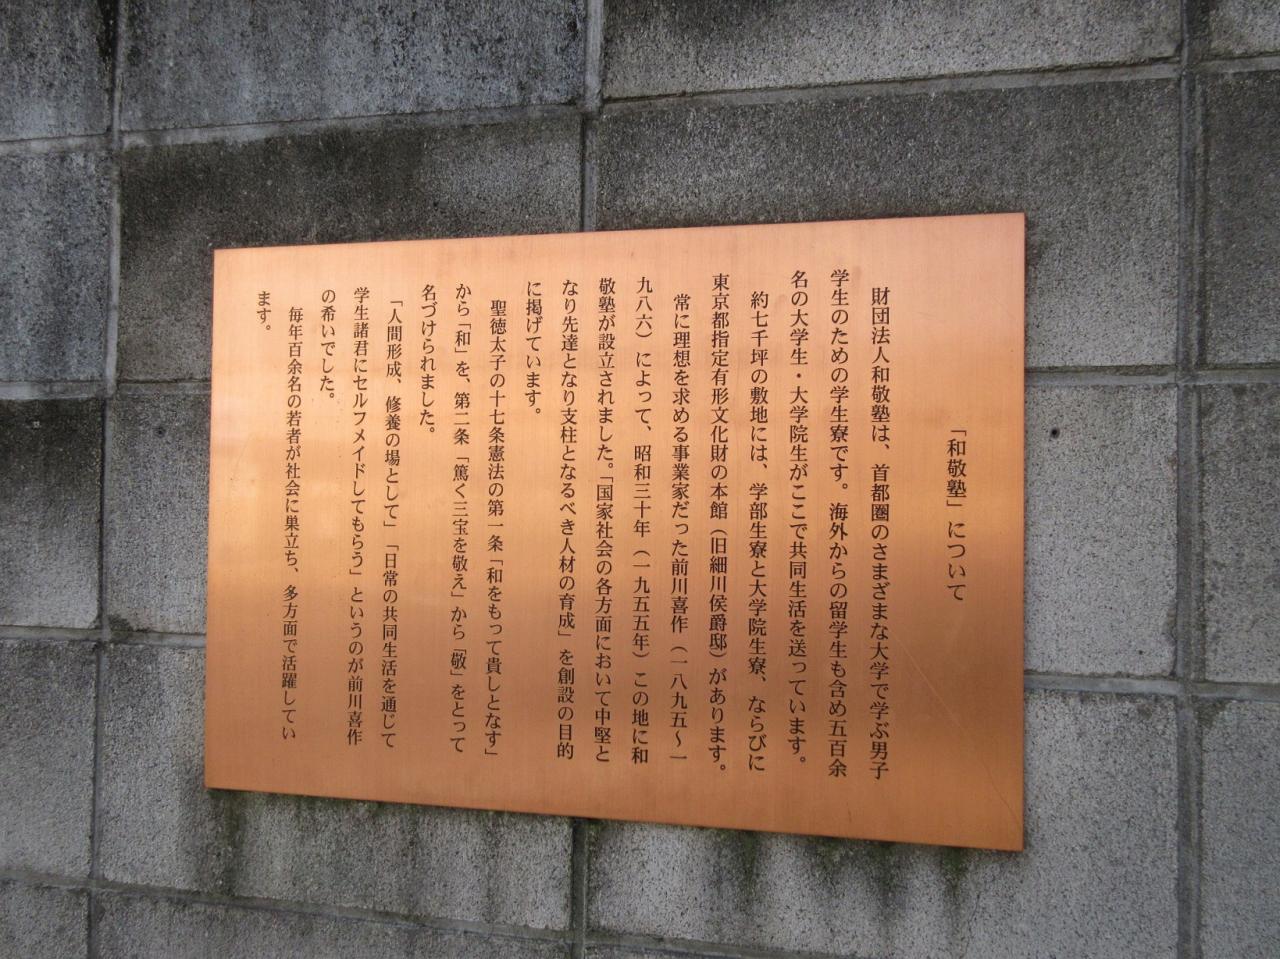 「和敬塾」について
財団法人和敬塾は、首都圏のさまざまな大学で学ぶ男子
学生のための学生寮です。海外からの留学生も含め五百余
名の大学生・大学院生がここで共同生活を送っています。
約七千坪の敷地には、学部生寮と大学院生寮、ならびに
東京都指定有形文化財の本館（旧細川侯爵邸）があります。
常に理想を求める事業家だった前川喜作（一八九五～一
九八六）によって、昭和三十年（一九五五年）この地に和
敬塾が設立されました。「国家社会の各方面において中堅と
なり先達となり支柱となるべき人材の育成」を創設の目的
に掲げています。
聖徳太子の十七条憲法の第一条「和をもって貴しとなす」
から「和」を、第二条「篤く三宝を敬え」から「敬」をとって
名づけられました。
「人間形成、修養の場として」「日常の共同生活を通じて
学生諸君にセルフメイドしてもらう」というのが前川喜作
の希いでした。
毎年百余名の若者が社会に巣立ち、多方面で活躍してい
ます。